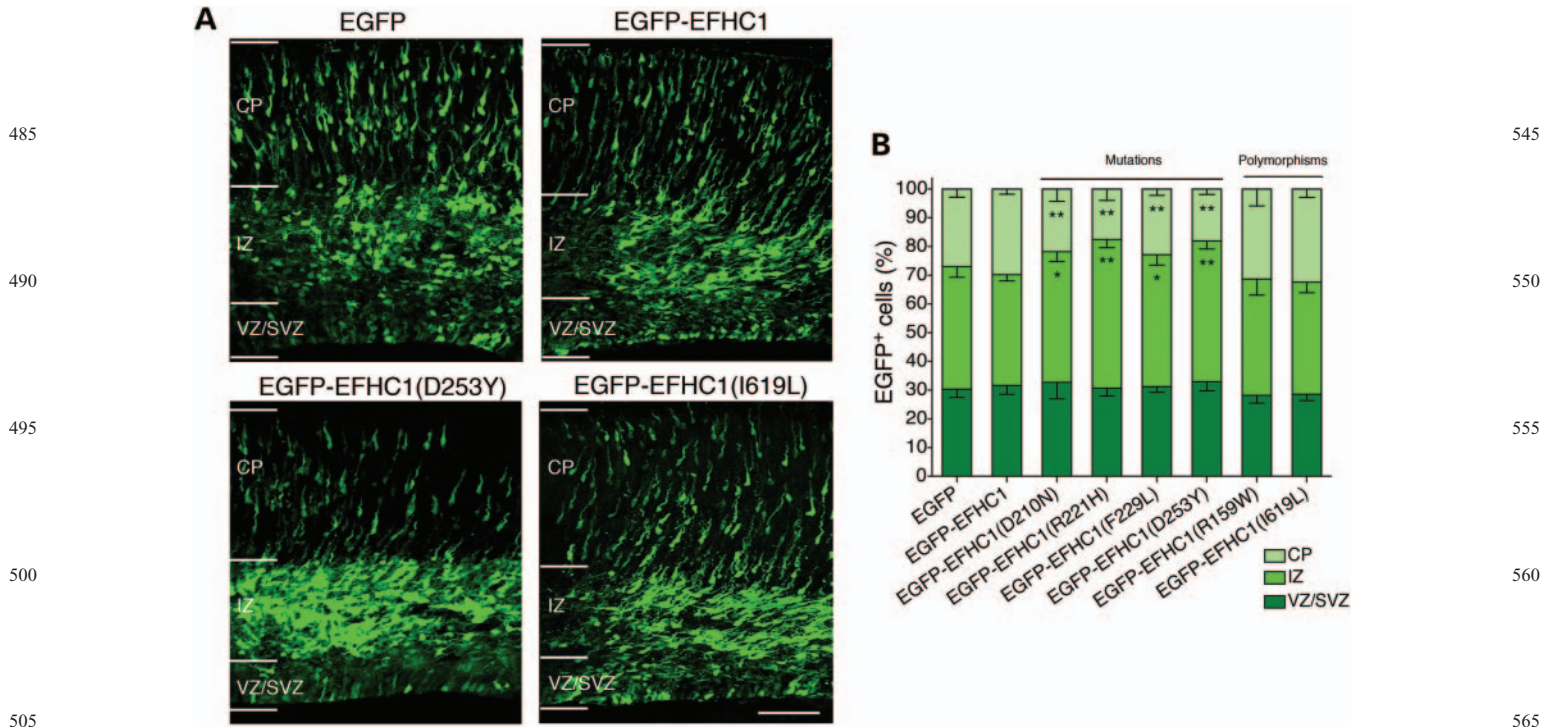 A
EGFP
EGFP-EFHC1
CP
IZ
VZ/SVZ
CP
IZ
VZ/SVZ
EGFP-EFHC1(D253Y)
EGFP-EFHC1(I619L)
CP
IZ
VZ/SVZ
CP
IZ
VZ/SVZ
485
490
495
500
505
B
Mutations
Polymorphisms
EGFP+ cells (%)
100
90
80
70
60
50
40
30
20
10
0
** ** ** **
* ** * **
EGFP
EGFP-EFHC1
EGFP-EFHC1(D210N)
EGFP-EFHC1(R221H)
EGFP-EFHC1(F229L)
EGFP-EFHC1(D253Y)
EGFP-EFHC1(R159W)
EGFP-EFHC1(I619L)
CP
IZ
VZ/SVZ
545
550
555
560
565